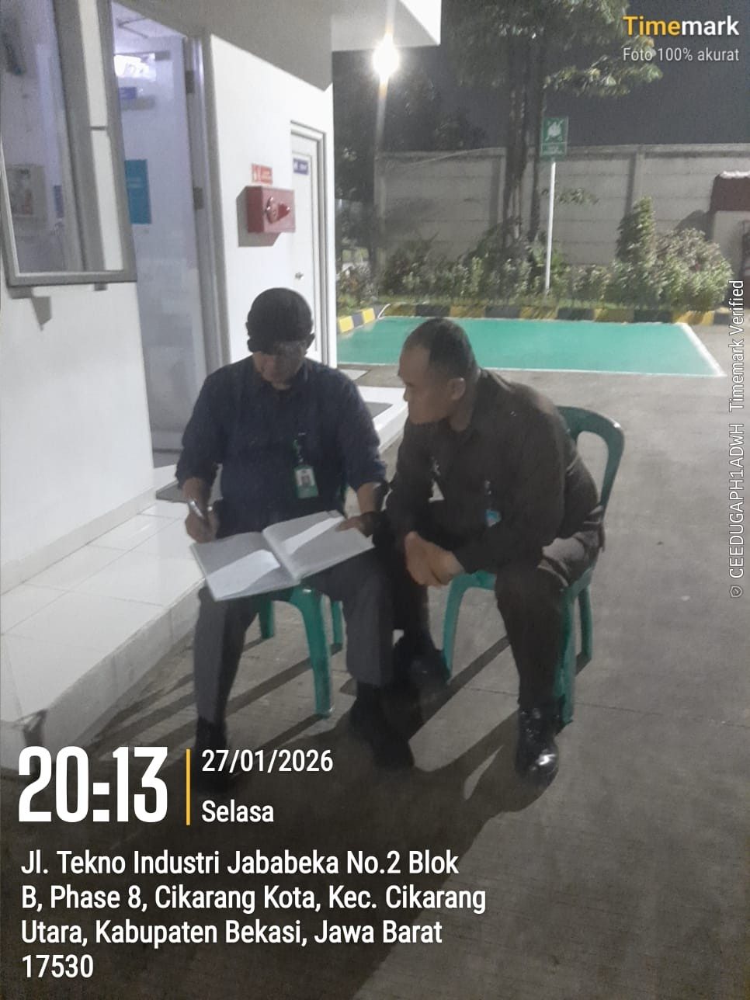 Timemark
Foto 100% akurat
CEEDUGAPH1ADWH Timemark Verified
20:13
27/01/2026
Selasa
Jl. Tekno Industri Jababeka No.2 Blok
B, Phase 8, Cikarang Kota, Kec. Cikarang
Utara, Kabupaten Bekasi, Jawa Barat
17530